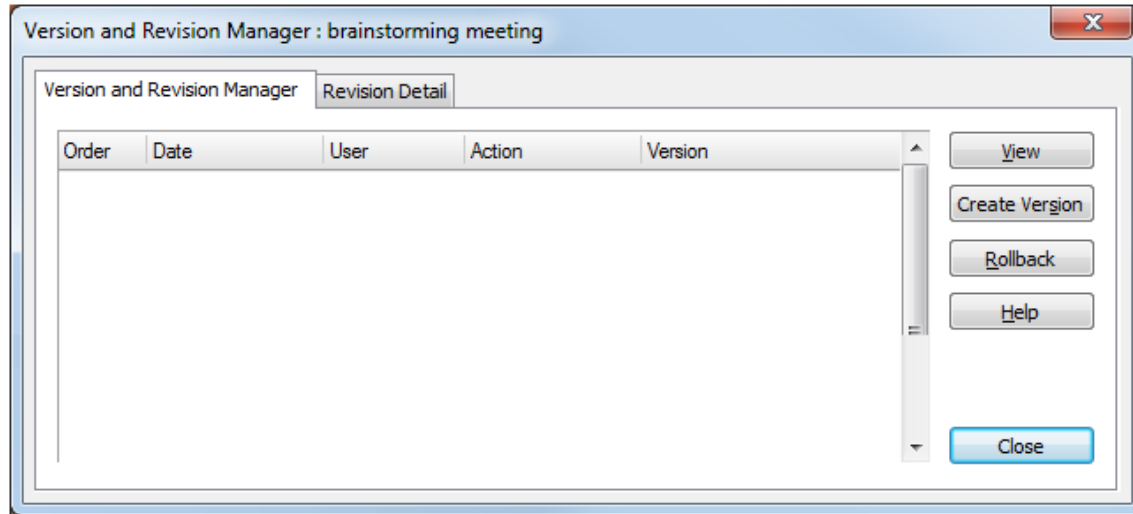 Version and Revision Manager : brainstorming meeting
Version and Revision Manager Revision Detail
Order Date User Action Version
View
Create Version
Rollback
Help
Close